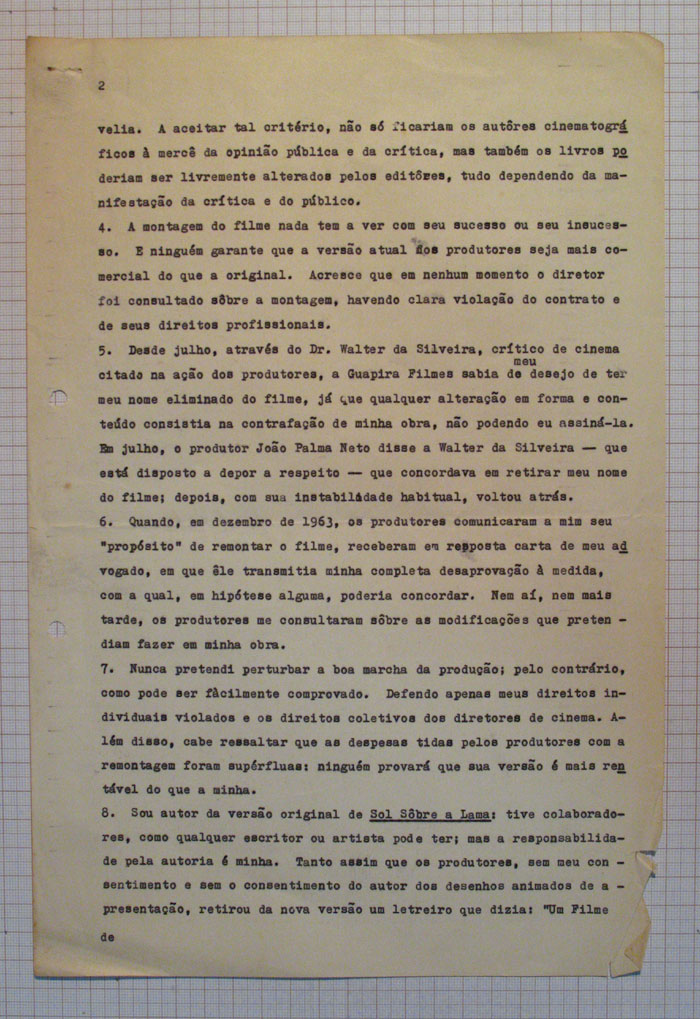 2
velia. A aceitar tal critério, não só ficariam os autôres cinematográ
ficos à mercê da opinião pública e da crítica, mas também os livros po
deriam ser livremente alterados pelos editôres, tudo dependendo da ma-
nifestação da crítica e do público.
4. A montagem do filme nada tem a ver com seu sucesso ou seu insuces-
so. E ninguém garante que a versão atual dos produtores seja mais co-
mercial do que a original. Acresce que em nenhum momento o diretor
foi consultado sôbre a montagem, havendo clara violação do contrato e
de seus direitos profissionais.
5. Desde julho, através do Dr. Walter da Silveira, crítico de cinema
meu
citado na ação dos produtores, a Guapira Filmes sabia de desejo de ter
meu nome eliminado do filme, já que qualquer alteração em forma e con-
teúdo consistia na contrafação de minha obra, não podendo eu assiná-la.
Em julho, o produtor João Palma Neto disse a Walter da Silveira — que
está disposto a depor a respeito — que concordava em retirar meu nome
do filme; depois, com sua instabilidade habitual, voltou atrás.
6. Quando, em dezembro de 1963, os produtores comunicaram a mim seu
"propósito" de remontar o filme, receberam em resposta carta de meu ad
vogado, em que êle transmitia minha completa desaprovação à medida,
com a qual, em hipótese alguma, poderia concordar. Nem aí, nem mais
tarde, os produtores me consultaram sôbre as modificações que preten -
diam fazer em minha obra.
7. Nunca pretendi perturbar a boa marcha da produção; pelo contrário,
como pode ser fàcilmente comprovado. Defendo apenas meus direitos in-
dividuais violados e os direitos coletivos dos diretores de cinema. A-
lém disso, cabe ressaltar que as despesas tidas pelos produtores com a
remontagem foram supérfluas: ninguém provará que sua versão é mais ren
tável do que a minha.
8. Sou autor da versão original de Sol Sôbre a Lama: tive colaborado-
res, como qualquer escritor ou artista pode ter; mas a responsabilida-
de pela autoria é minha. Tanto assim que os produtores, sem meu con -
sentimento e sem o consentimento do autor dos desenhos animados de a -
presentação, retirou da nova versão um letreiro que dizia: "Um Filme
de